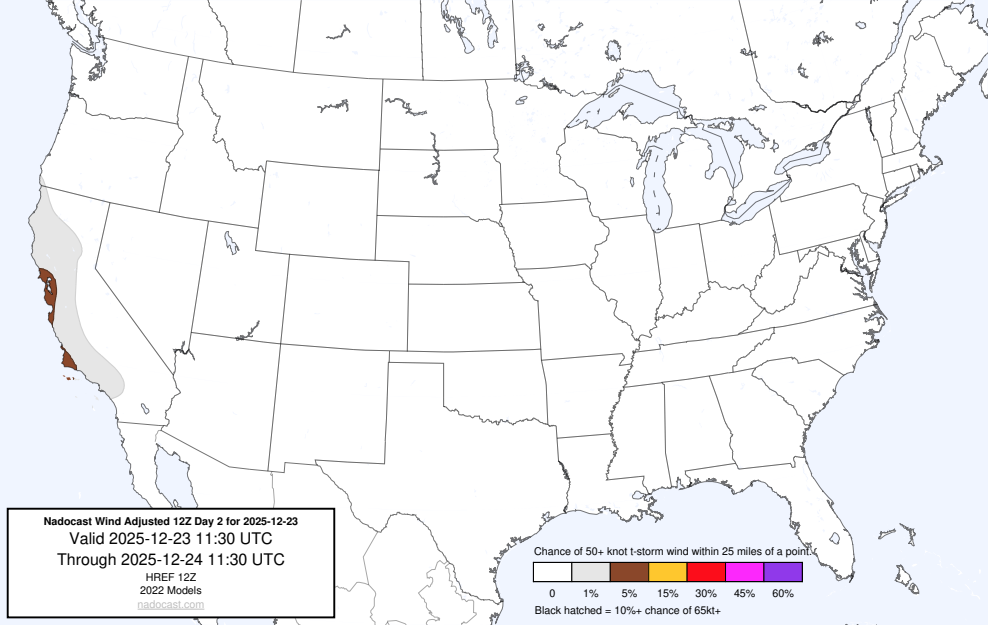 Nadocast Wind Adjusted 12Z Day 2 for 2025-12-23
Valid 2025-12-23 11:30 UTC
Through 2025-12-24 11:30 UTC
HREF 12Z
2022 Models
nadocast.com
Chance of 50+ knot t-storm wind within 25 miles of a point.
0 1% 5% 15% 30% 45% 60%
Black hatched = 10%+ chance of 65kt+